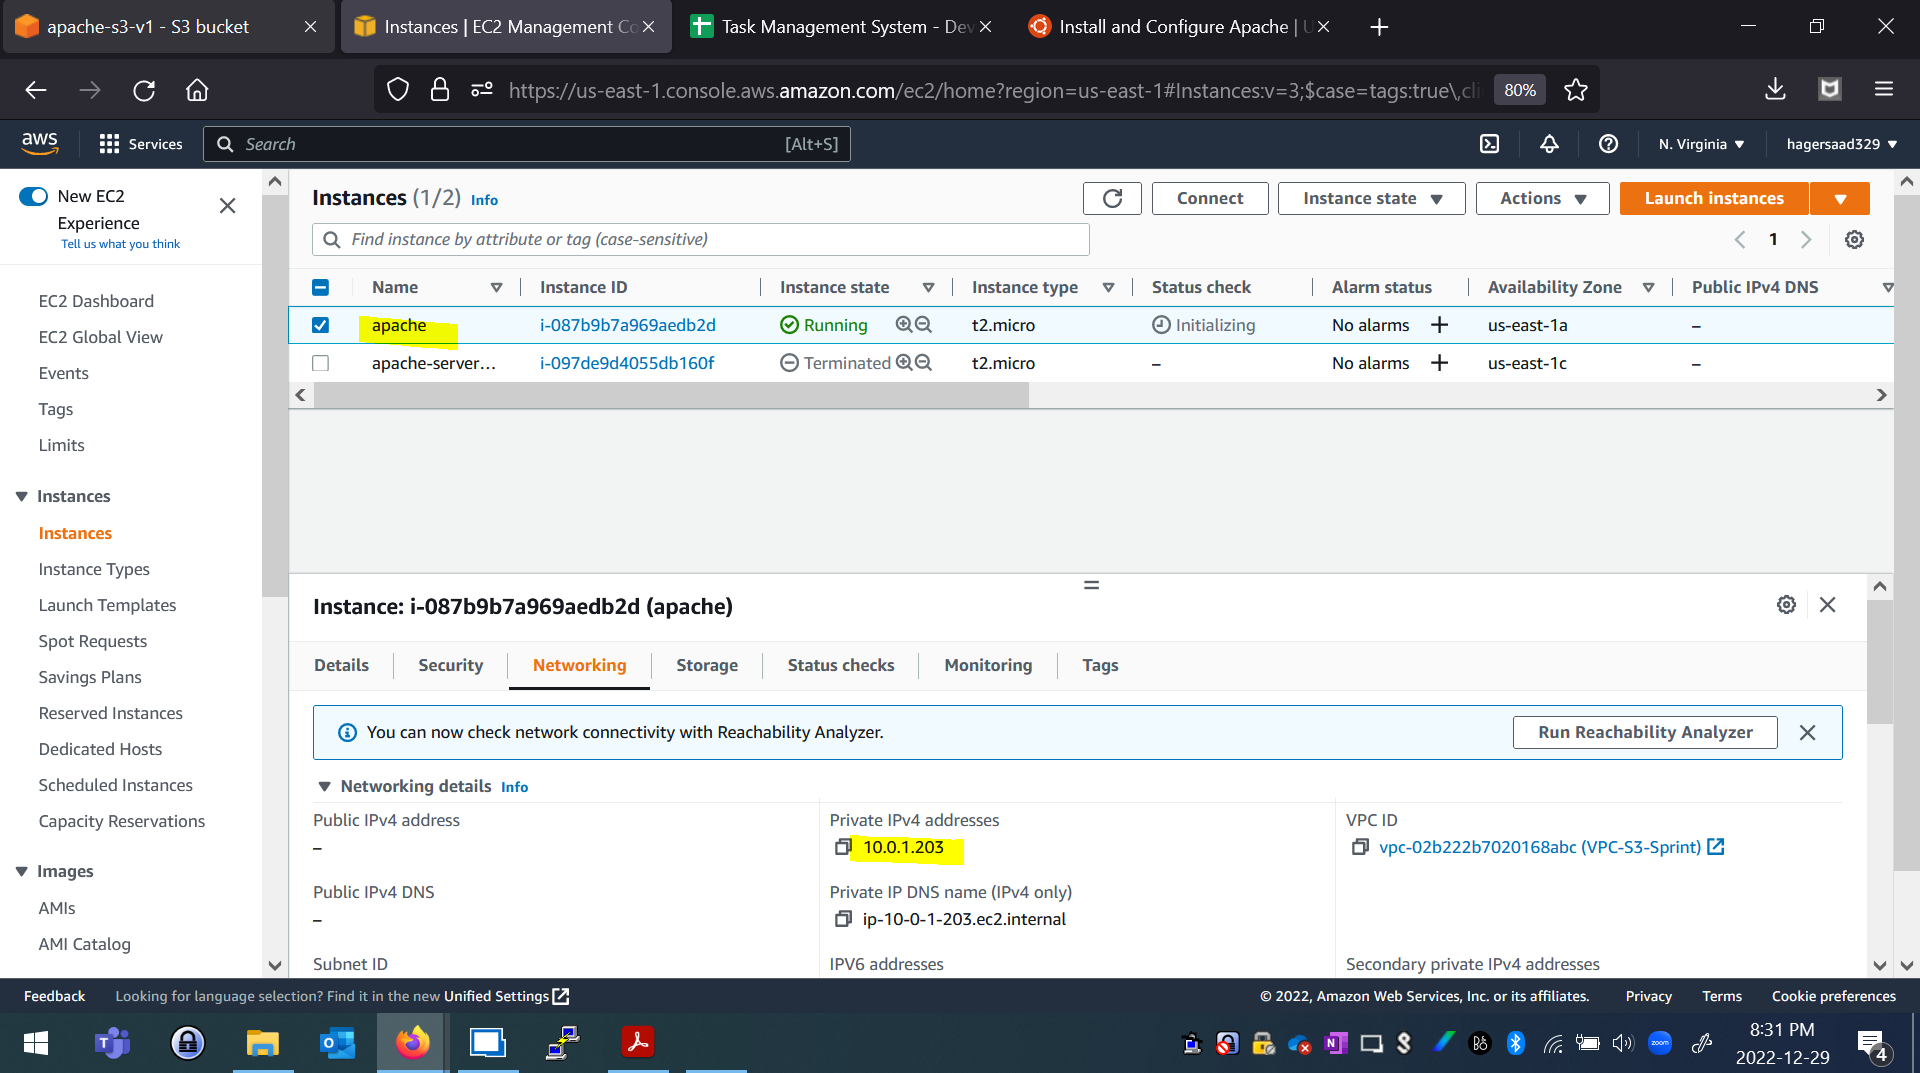 apache-s3-v1 - S3 bucket
Instances | EC2 Management Co
Task Management System - Dev
Install and Configure Apache | U
https://us-east-1.console.aws.amazon.com/ec2/home?region=us-east-1#Instances:v=3;$case=tags:true\,cli
80%
aws
Services
Search
[Alt+S]
N. Virginia
hagersaad329
New EC2
Experience
Tell us what you think
EC2 Dashboard
EC2 Global View
Events
Tags
Limits
Instances
Instances
Instance Types
Launch Templates
Spot Requests
Savings Plans
Reserved Instances
Dedicated Hosts
Scheduled Instances
Capacity Reservations
Images
AMIs
AMI Catalog
Instances (1/2) Info
Connect
Instance state
Actions
Launch instances
Find instance by attribute or tag (case-sensitive)
1
Name Instance ID Instance state Instance type Status check Alarm status Availability Zone Public IPv4 DNS
apache i-087b9b7a969aedb2d Running t2.micro Initializing No alarms + us-east-1a –
apache-server... i-097de9d4055db160f Terminated t2.micro – No alarms + us-east-1c –
Instance: i-087b9b7a969aedb2d (apache)
Details Security Networking Storage Status checks Monitoring Tags
You can now check network connectivity with Reachability Analyzer.
Run Reachability Analyzer
Networking details Info
Public IPv4 address
–
Private IPv4 addresses
10.0.1.203
VPC ID
vpc-02b222b7020168abc (VPC-S3-Sprint)
Public IPv4 DNS
–
Private IP DNS name (IPv4 only)
ip-10-0-1-203.ec2.internal
Subnet ID
IPV6 addresses
Secondary private IPv4 addresses
Feedback
Looking for language selection? Find it in the new Unified Settings
© 2022, Amazon Web Services, Inc. or its affiliates.
Privacy
Terms
Cookie preferences
zoom
8:31 PM
2022-12-29
4